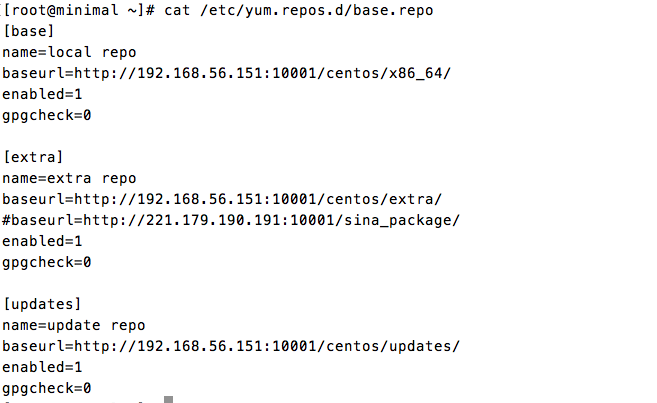 [root@minimal ~]# cat /etc/yum.repos.d/base.repo
[base]
name=local repo
baseurl=http://192.168.56.151:10001/centos/x86_64/
enabled=1
gpgcheck=0
[extra]
name=extra repo
baseurl=http://192.168.56.151:10001/centos/extra/
#baseurl=http://221.179.190.191:10001/sina_package/
enabled=1
gpgcheck=0
[updates]
name=update repo
baseurl=http://192.168.56.151:10001/centos/updates/
enabled=1
gpgcheck=0